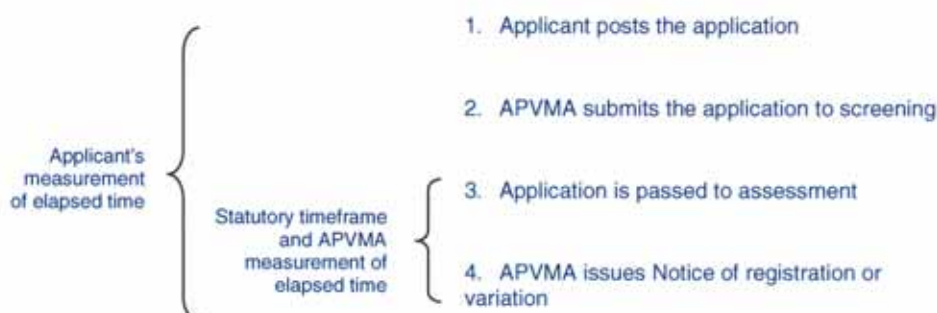 1. Applicant posts the application
2. APVMA submits the application to screening
Applicant's
measurement
of elapsed time
3. Application is passed to assessment
Statutory timeframe
and APVMA
measurement of
elapsed time
4. APVMA issues Notice of registration or
variation